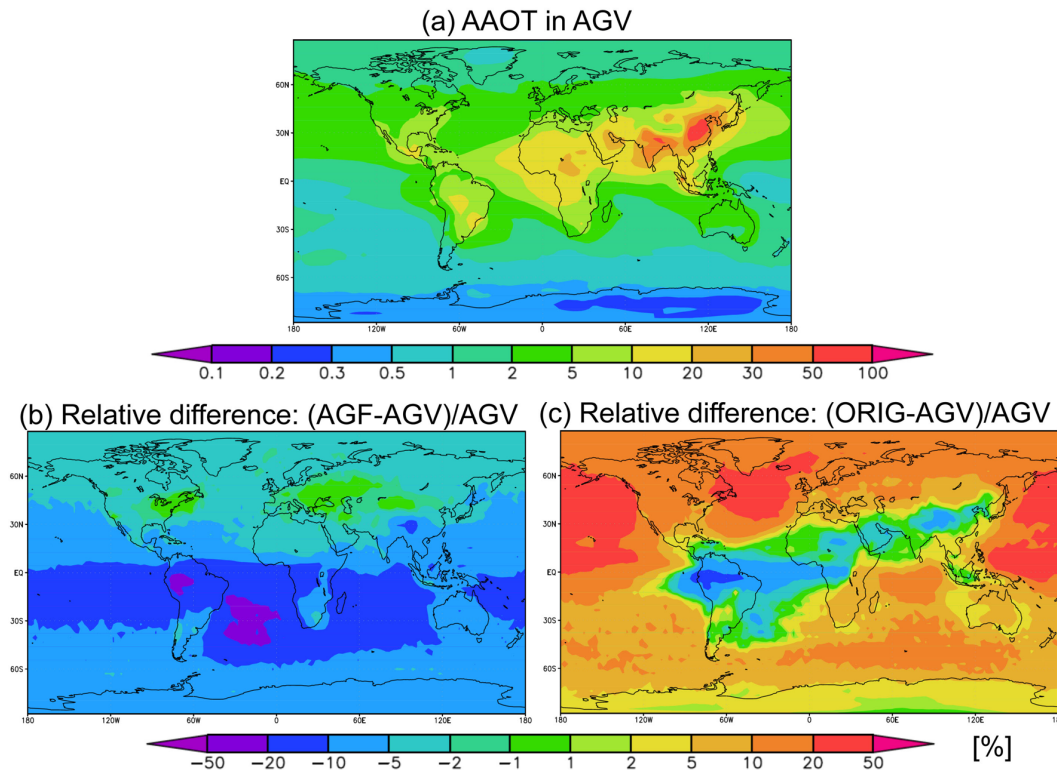 (a) AAOT in AGV
60N
30N
EQ
30S
60S
180 120W 60W 0 60E 120E 180
0.1 0.2 0.3 0.5 1 2 5 10 20 30 50 100
(b) Relative difference: (AGF-AGV)/AGV
(c) Relative difference: (ORIG-AGV)/AGV
60N
30N
EQ
30S
60S
180 120W 60W 0 60E 120E 180
60N
30N
EQ
30S
60S
180 120W 60W 0 60E 120E 180
−50 −20 −10 −5 −2 −1 1 2 5 10 20 50
[%]